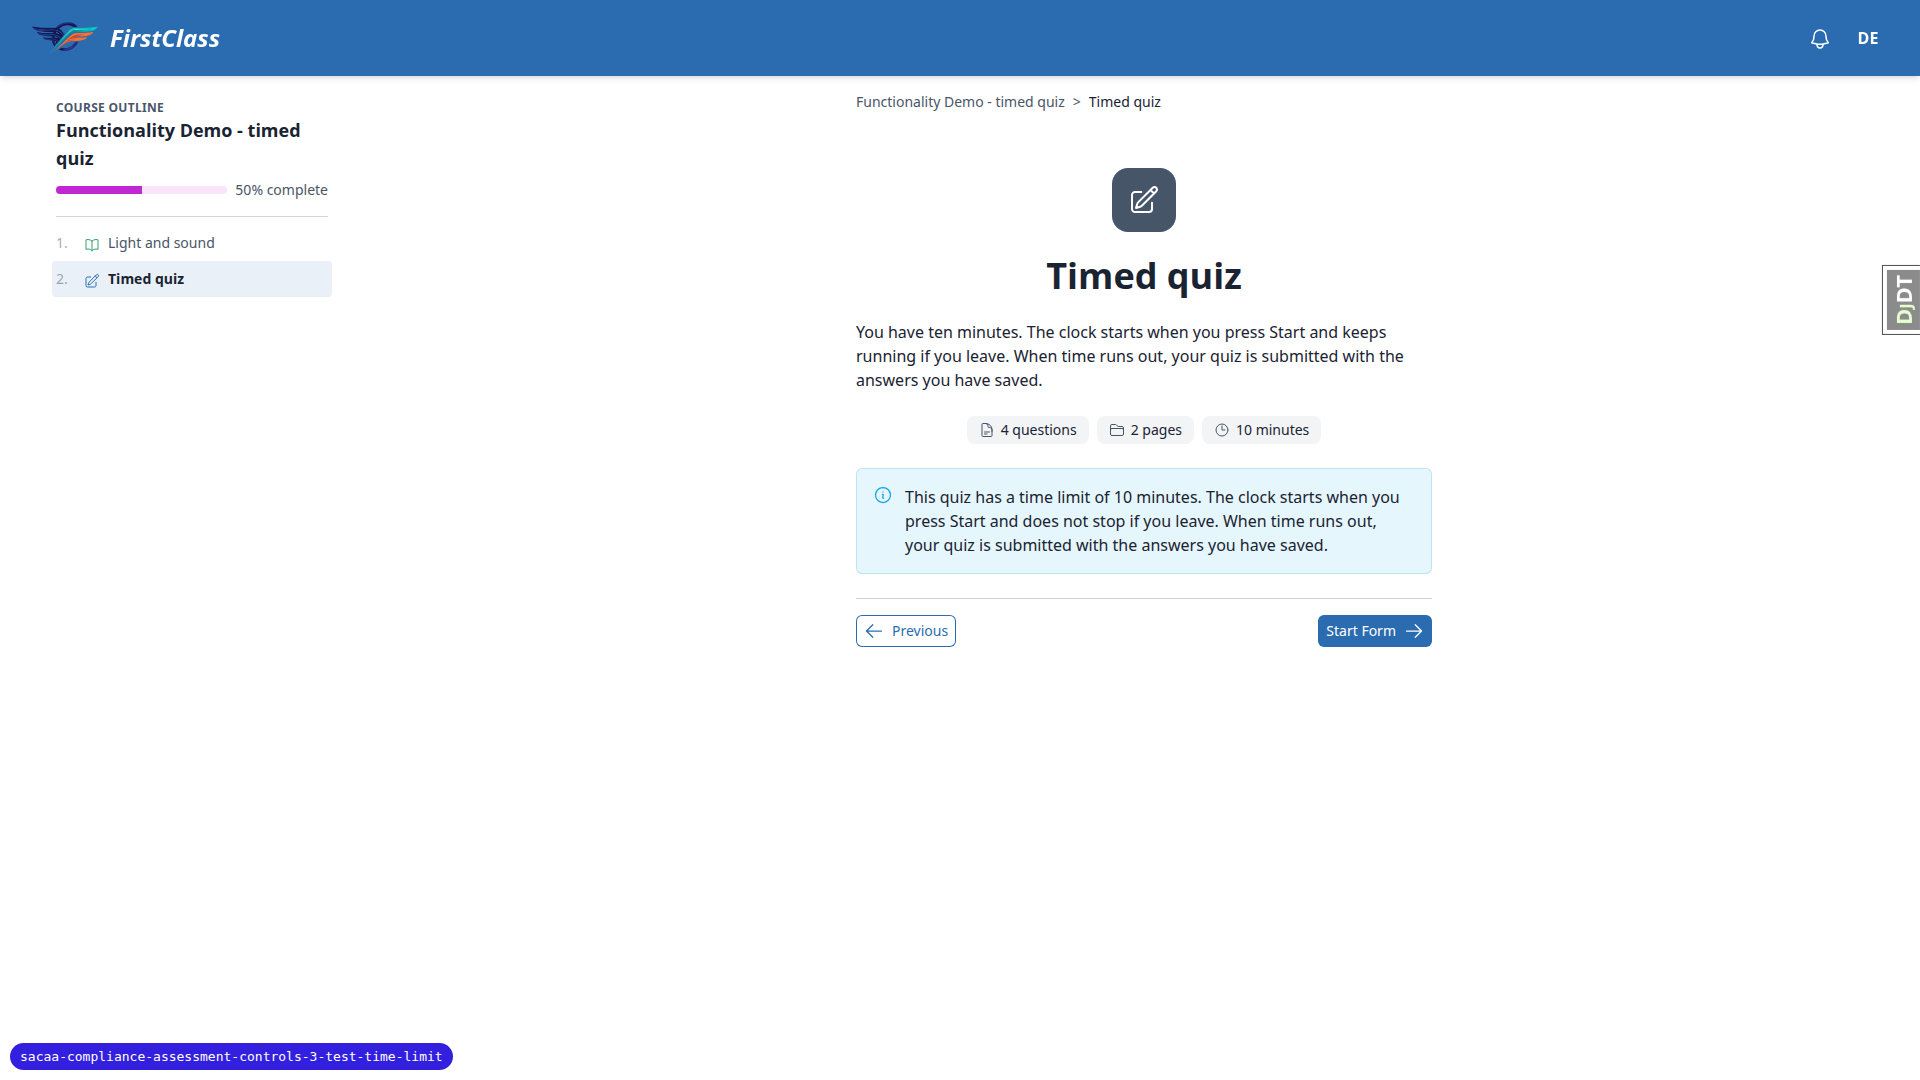 FirstClass
DE
COURSE OUTLINE
Functionality Demo - timed
quiz
50% complete
1. Light and sound
2. Timed quiz
Functionality Demo - timed quiz > Timed quiz
Timed quiz
You have ten minutes. The clock starts when you press Start and keeps
running if you leave. When time runs out, your quiz is submitted with the
answers you have saved.
4 questions
2 pages
10 minutes
This quiz has a time limit of 10 minutes. The clock starts when you
press Start and does not stop if you leave. When time runs out,
your quiz is submitted with the answers you have saved.
Previous
Start Form
DjDT
sacaa-compliance-assessment-controls-3-test-time-limit